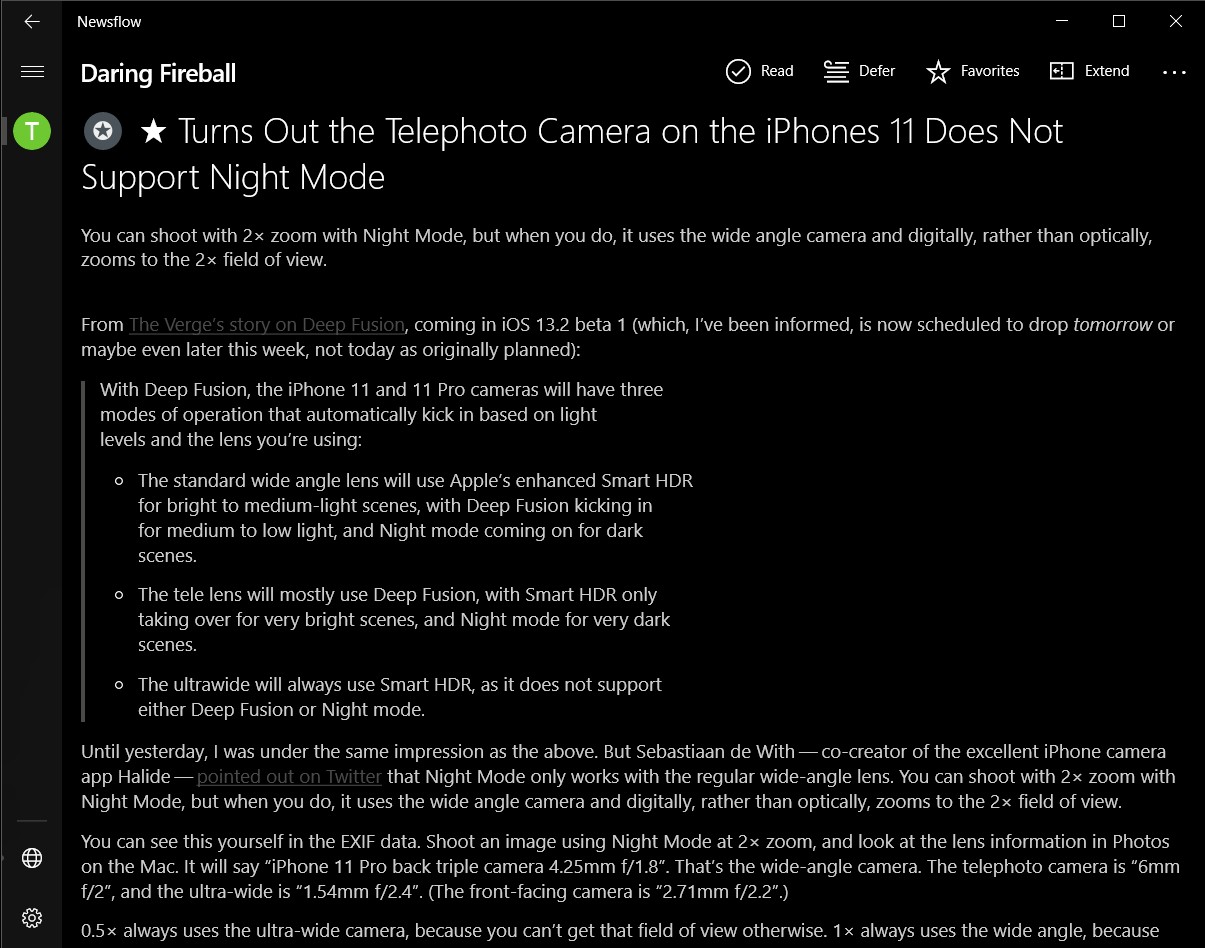 Newsflow
Daring Fireball
Read
Defer
Favorites
Extend
T
★ Turns Out the Telephoto Camera on the iPhones 11 Does Not
Support Night Mode
You can shoot with 2× zoom with Night Mode, but when you do, it uses the wide angle camera and digitally, rather than optically,
zooms to the 2× field of view.
From The Verge’s story on Deep Fusion, coming in iOS 13.2 beta 1 (which, I’ve been informed, is now scheduled to drop tomorrow or
maybe even later this week, not today as originally planned):
With Deep Fusion, the iPhone 11 and 11 Pro cameras will have three
modes of operation that automatically kick in based on light
levels and the lens you’re using:
The standard wide angle lens will use Apple’s enhanced Smart HDR
for bright to medium-light scenes, with Deep Fusion kicking in
for medium to low light, and Night mode coming on for dark
scenes.
The tele lens will mostly use Deep Fusion, with Smart HDR only
taking over for very bright scenes, and Night mode for very dark
scenes.
The ultrawide will always use Smart HDR, as it does not support
either Deep Fusion or Night mode.
Until yesterday, I was under the same impression as the above. But Sebastiaan de With — co-creator of the excellent iPhone camera
app Halide — pointed out on Twitter that Night Mode only works with the regular wide-angle lens. You can shoot with 2× zoom with
Night Mode, but when you do, it uses the wide angle camera and digitally, rather than optically, zooms to the 2× field of view.
You can see this yourself in the EXIF data. Shoot an image using Night Mode at 2× zoom, and look at the lens information in Photos
on the Mac. It will say “iPhone 11 Pro back triple camera 4.25mm f/1.8”. That’s the wide-angle camera. The telephoto camera is “6mm
f/2”, and the ultra-wide is “1.54mm f/2.4”. (The front-facing camera is “2.71mm f/2.2”.)
0.5× always uses the ultra-wide camera, because you can’t get that field of view otherwise. 1× always uses the wide angle, because